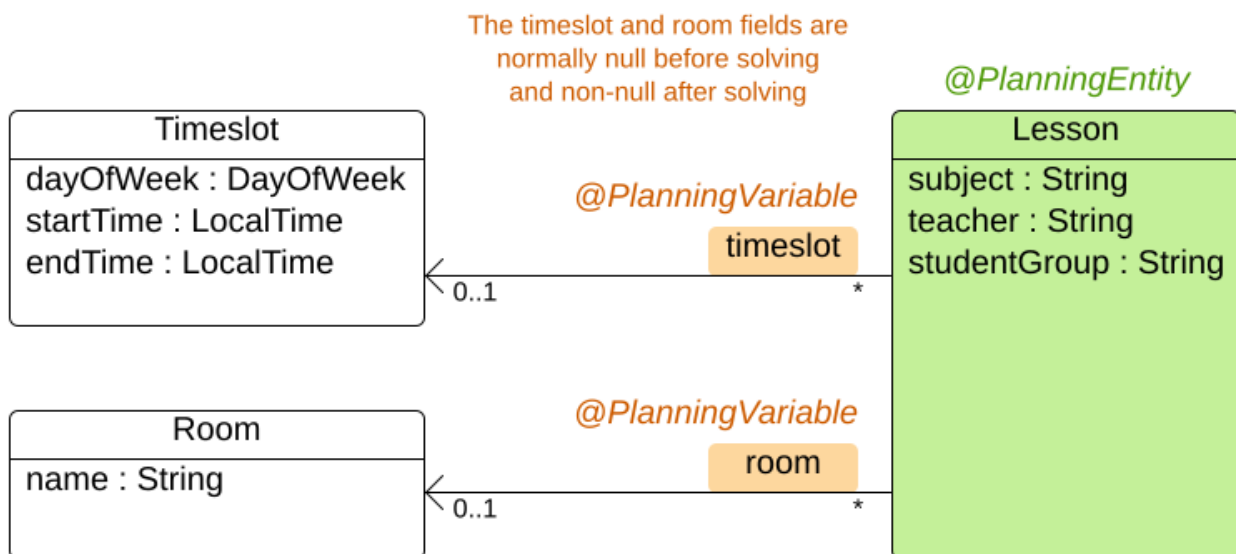 The timeslot and room fields are
normally null before solving
and non-null after solving
@PlanningEntity
Timeslot
dayOfWeek : DayOfWeek
startTime : LocalTime
endTime : LocalTime
@PlanningVariable
timeslot
0..1
*
Lesson
subject : String
teacher : String
studentGroup : String
Room
name : String
@PlanningVariable
room
0..1
*